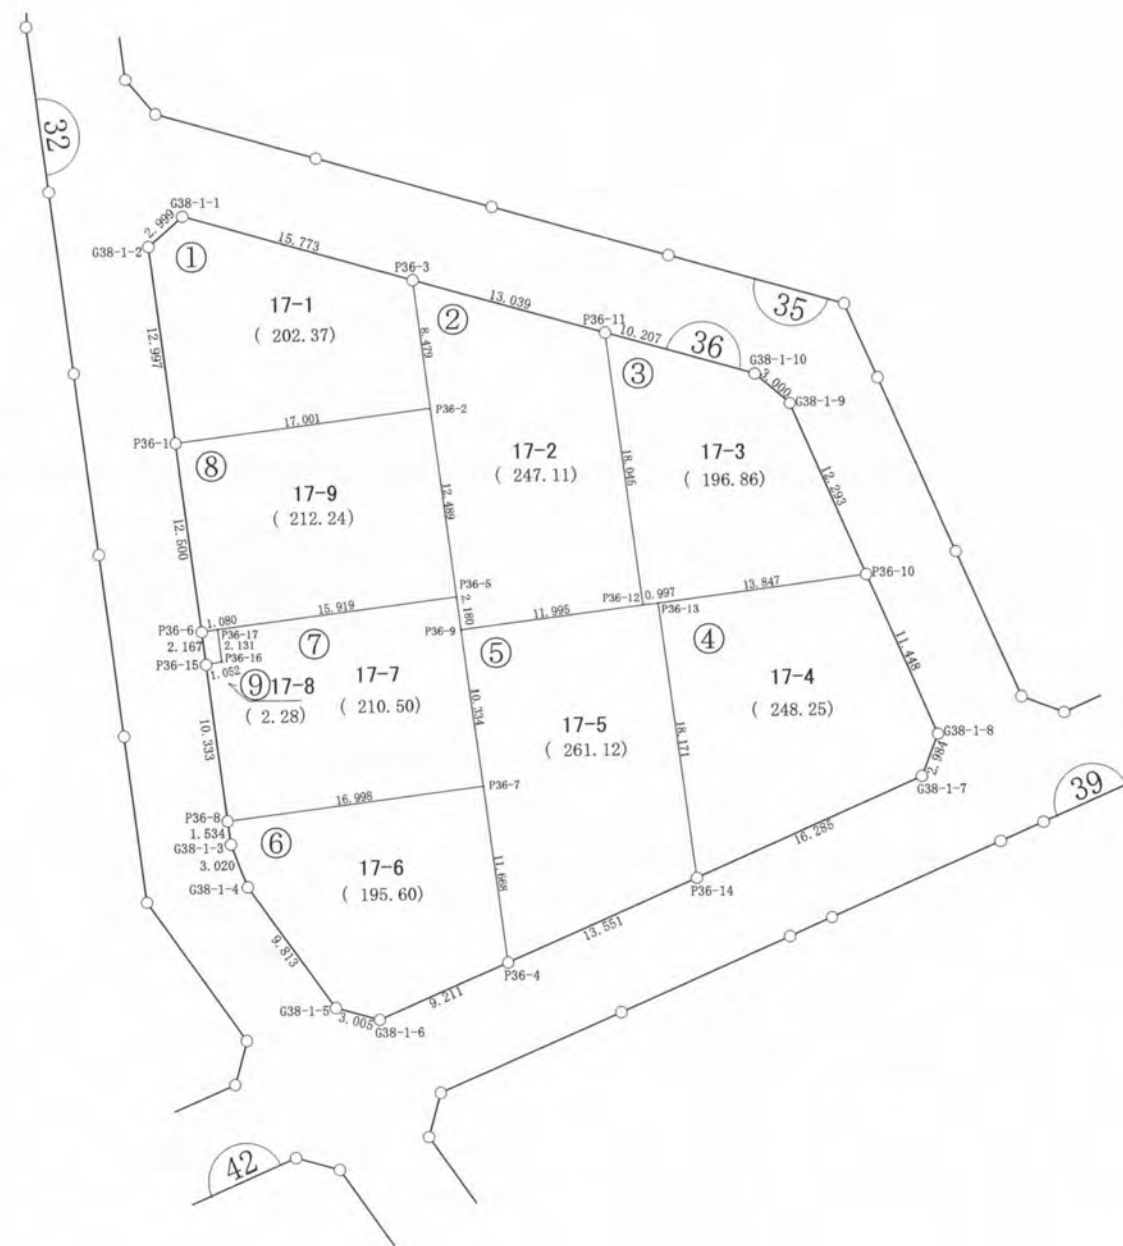 32
G38-1-1
2.999
G38-1-2
①
15.773
P36-3
17-1
( 202.37)
②
13.039
P36-11
10.207
36
35
G38-1-10
3.000
G38-1-9
③
12.997
8.479
17.001
P36-2
P36-1
⑧
17-9
( 212.24)
17-2
( 247.11)
17-3
( 196.86)
18.045
12.293
12.500
12.489
P36-5
2.180
P36-12
0.997
13.847
P36-10
P36-13
P36-6
1.080
15.919
P36-17
2.167
2.131
P36-9
11.995
P36-15
P36-16
1.052
⑦
⑤
④
⑨
17-8
( 2.28)
17-7
( 210.50)
17-4
( 248.25)
11.448
10.333
10.334
17-5
( 261.12)
18.171
G38-1-8
2.984
G38-1-7
39
P36-7
16.998
P36-8
1.534
G38-1-3
3.020
G38-1-4
⑥
17-6
( 195.60)
11.668
16.285
P36-14
9.813
13.551
P36-4
9.211
G38-1-5
3.005
G38-1-6
42